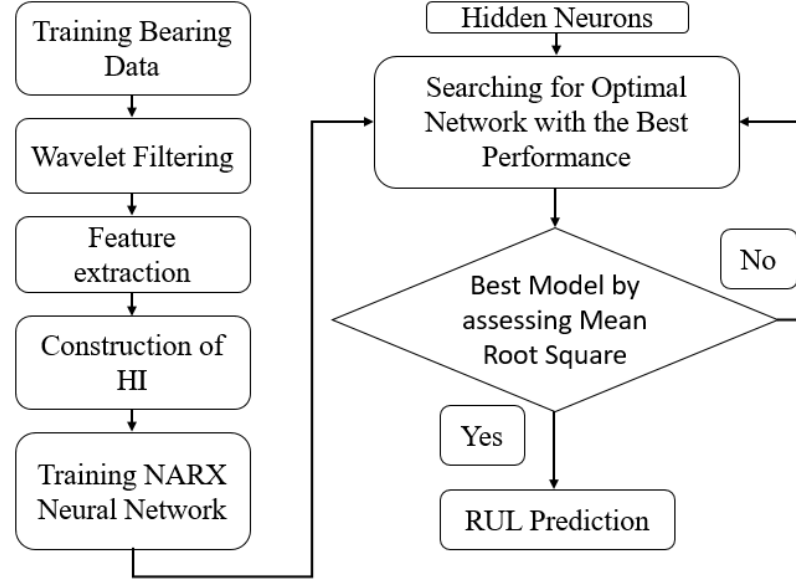 Training Bearing
Data
Wavelet Filtering
Feature
extraction
Construction of
HI
Training NARX
Neural Network
Hidden Neurons
Searching for Optimal
Network with the Best
Performance
Best Model by
assessing Mean
Root Square
No
Yes
RUL Prediction